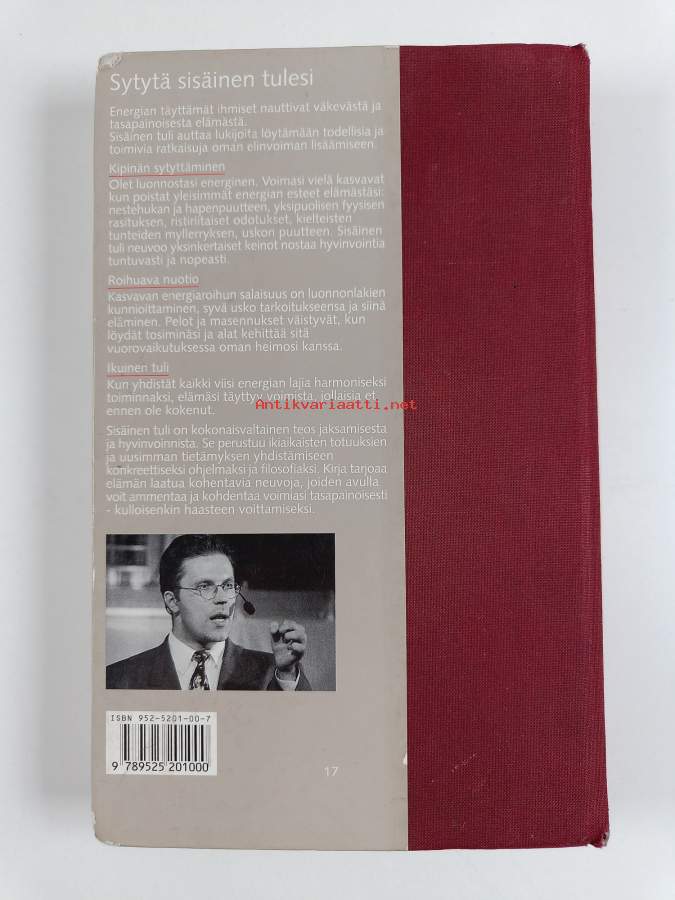 Sytytä sisäinen tulesi
Energian täyttämät ihmiset nauttivat väkevästä ja
tasapainoisesta elämästä.
Sisäinen tuli auttaa lukijoita löytämään todellisia ja
toimivia ratkaisuja oman elinvoiman lisäämiseen.
Kipinän sytyttäminen
Olet luonnostasi energinen. Voimasi vielä kasvavat
kun poistat yleisimmät energian esteet elämästäsi:
nestehukan ja hapenpuutteen, yksipuolisen fyysisen
rasituksen, ristiriitaiset odotukset, kielteisten
tunteiden myllerryksen, uskon puutteen. Sisäinen
tuli neuvoo yksinkertaiset keinot nostaa hyvinvointia
tuntuvasti ja nopeasti.
Roihuava nuotio
Kasvavan energiaroihun salaisuus on luonnonlakien
kunnioittaminen, syvä usko tarkoitukseensa ja siinä
eläminen. Pelot ja masennukset väistyvät, kun
löydät tosiminäsi ja alat kehittää sitä
vuorovaikutuksessa oman heimosi kanssa.
Ikuinen tuli
Kun yhdistät kaikki viisi energian lajia harmoniseksi
toiminnaksi, elämäsi täyttyy voimista, jollaisia et
ennen ole kokenut.
Antikvariaatti.net
Sisäinen tuli on kokonaisvaltainen teos jaksamisesta
ja hyvinvoinnista. Se perustuu ikiaikaisten totuuksien
ja uusimman tietämyksen yhdistämiseen
konkreettiseksi ohjelmaksi ja filosofiaksi. Kirja tarjoaa
elämän laatua kohentavia neuvoja, joiden avulla
voit ammentaa ja kohdentaa voimiasi tasapainoisesti
- kulloisenkin haasteen voittamiseksi.
ISBN 952-5201-00-7
9 789525 201000
17